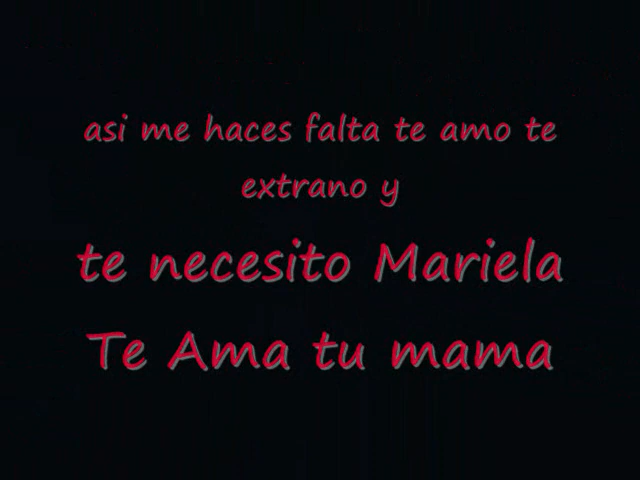 asi me haces falta te amo te
extrano y
te necesito Mariela
Te Ama tu mama